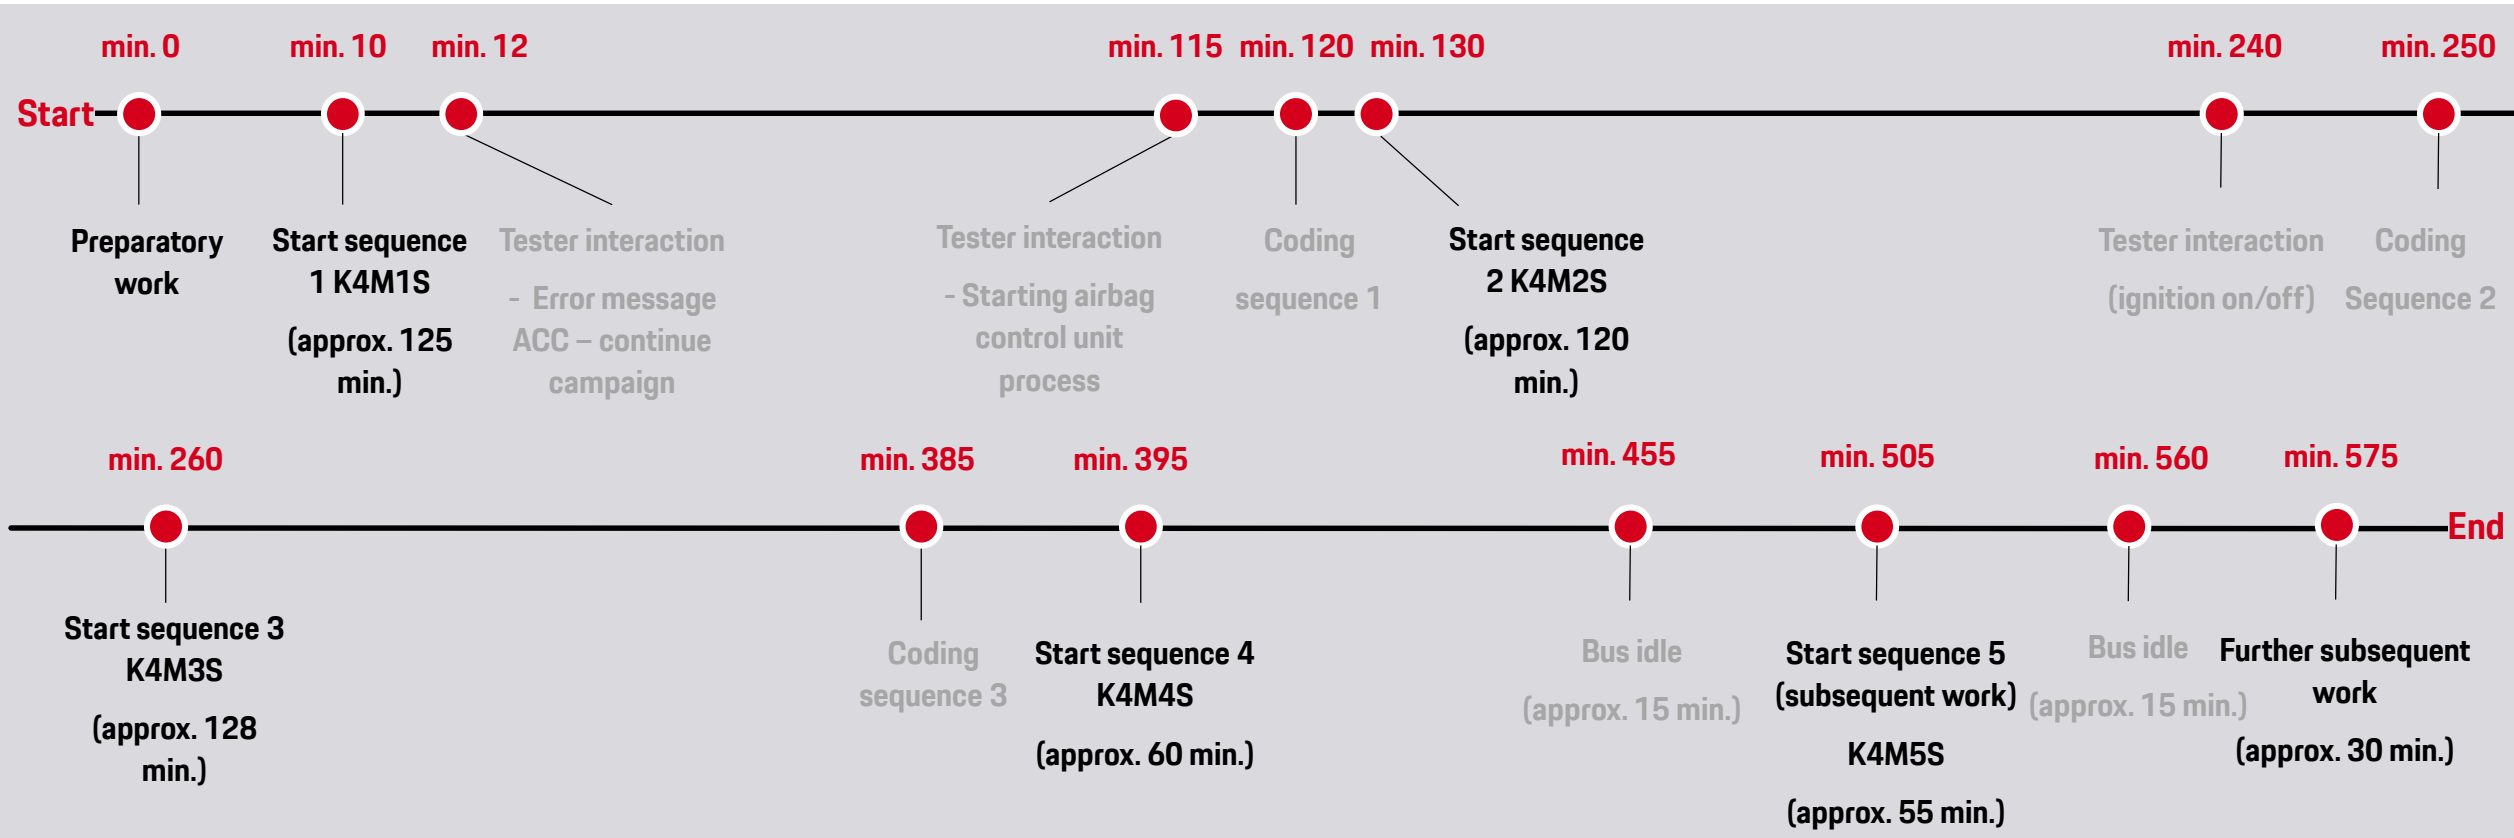 min. 0
min. 10
min. 12
min. 115
min. 120
min. 130
min. 240
min. 250
Start
Preparatory
work
Start sequence
1 K4M1S
(approx. 125
min.)
Tester interaction
- Error message
ACC – continue
campaign
Tester interaction
- Starting airbag
control unit
process
Coding
sequence 1
Start sequence
2 K4M2S
(approx. 120
min.)
Tester interaction
(ignition on/off)
Coding
Sequence 2
min. 260
min. 385
min. 395
min. 455
min. 505
min. 560
min. 575
End
Start sequence 3
K4M3S
(approx. 128
min.)
Coding
sequence 3
Start sequence 4
K4M4S
(approx. 60 min.)
Bus idle
(approx. 15 min.)
Start sequence 5
(subsequent work)
K4M5S
(approx. 55 min.)
Bus idle
(approx. 15 min.)
Further subsequent
work
(approx. 30 min.)